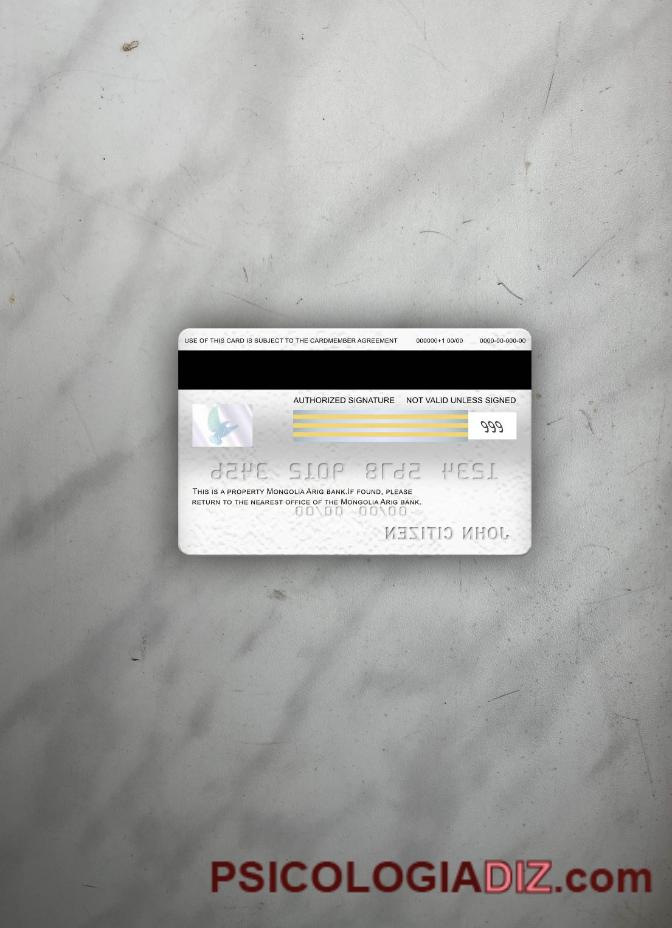 USE OF THIS CARD IS SUBJECT TO THE CARDMEMBER AGREEMENT 000000+1 00/00 0000-00-000-00
AUTHORIZED SIGNATURE NOT VALID UNLESS SIGNED
999
1234 5678 9012 3456
THIS IS A PROPERTY MONGOLIA ARIG BANK.IF FOUND, PLEASE
RETURN TO THE NEAREST OFFICE OF THE MONGOLIA ARIG BANK.
00/00 00/00
JOHN CITIZEN
PSICOLOGIADIZ.com